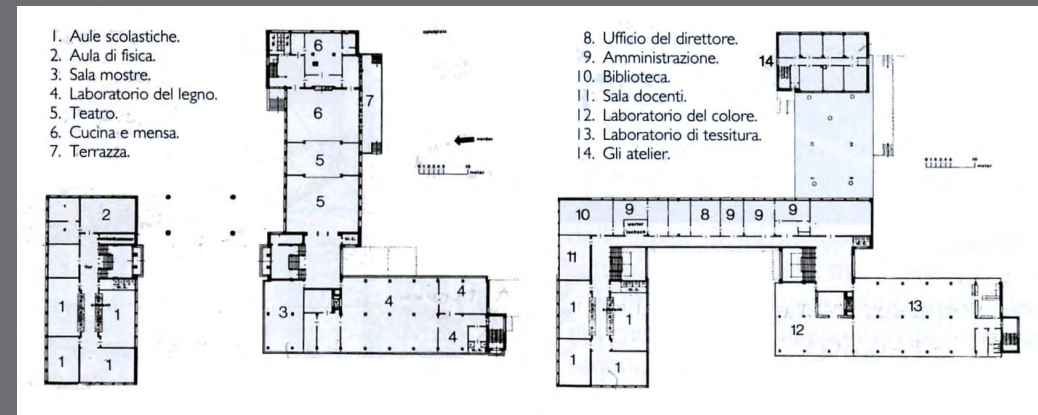 1. Aule scolastiche.
2. Aula di fisica.
3. Sala mostre.
4. Laboratorio del legno.
5. Teatro.
6. Cucina e mensa.
7. Terrazza.
6
6
7
5
5
2
1
1
1
1
3
4
4
4
8. Ufficio del direttore.
9. Amministrazione.
10. Biblioteca.
11. Sala docenti.
12. Laboratorio del colore.
13. Laboratorio di tessitura.
14. Gli atelier.
14
10
9
8
9
9
9
11
1
1
1
1
12
13